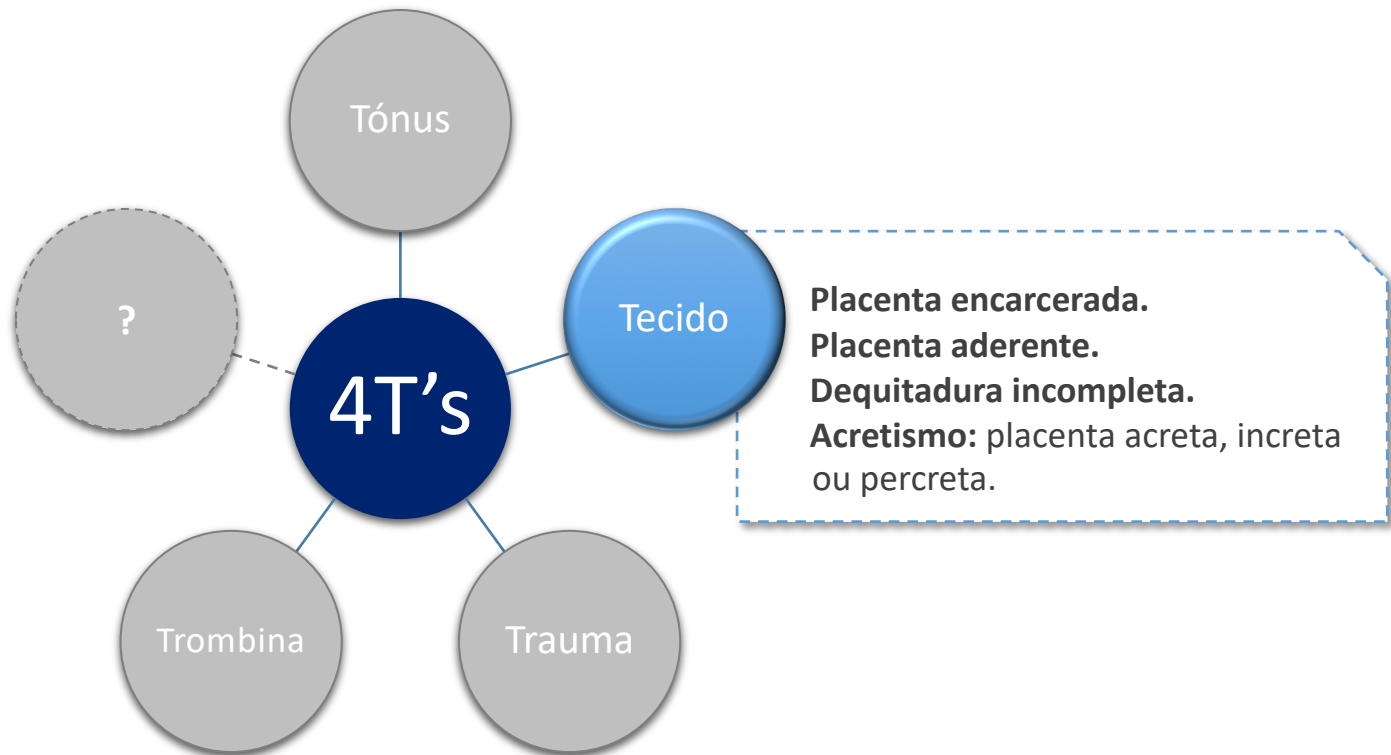 Tónus
?
Tecido
4T’s
Trombina
Trauma
Placenta encarcerada.
Placenta aderente.
Dequitadura incompleta.
Acretismo: placenta acreta, increta
ou percreta.